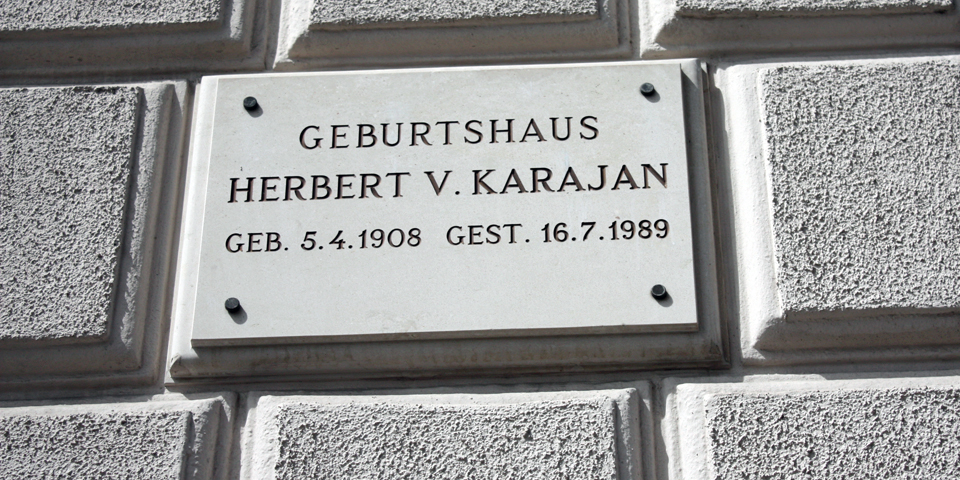 GEBURTSHAUS
HERBERT V. KARAJAN
GEB. 5.4.1908 GEST. 16.7.1989